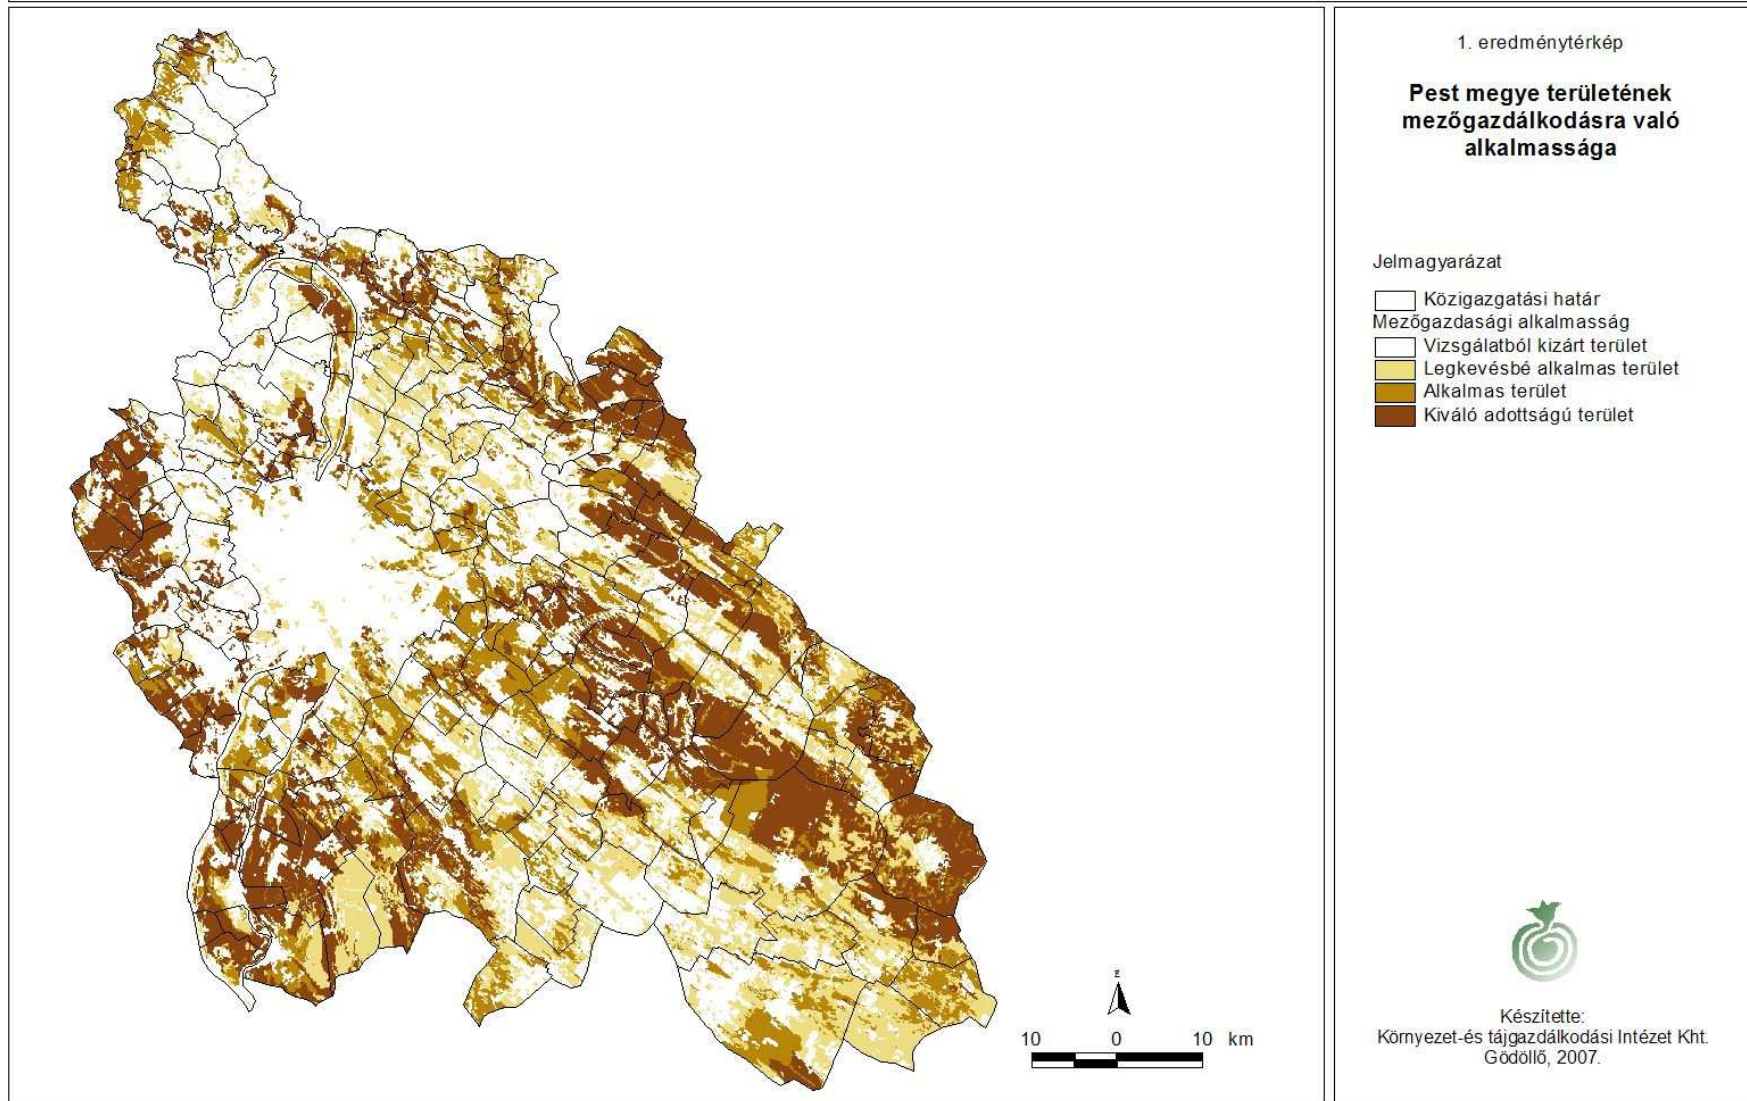 1. eredménytérkép
Pest megye területének
mezőgazdálkodásra való
alkalmassága
Jelmagyarázat
Közigazgatási határ
Mezőgazdasági alkalmasság
Vizsgálatból kizárt terület
Legkevésbé alkalmas terület
Alkalmas terület
Kiváló adottságú terület
É
10 0 10 km
Készítette:
Környezet-és tájgazdálkodási Intézet Kht.
Gödöllő, 2007.